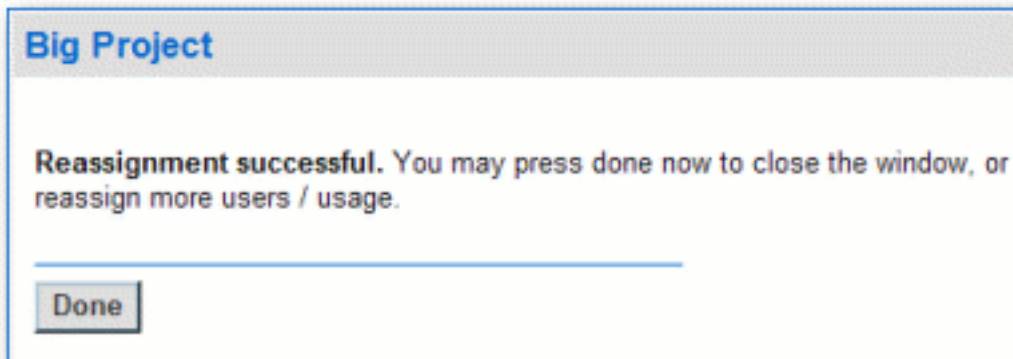 Big Project
Reassignment successful. You may press done now to close the window, or
reassign more users / usage.
Done